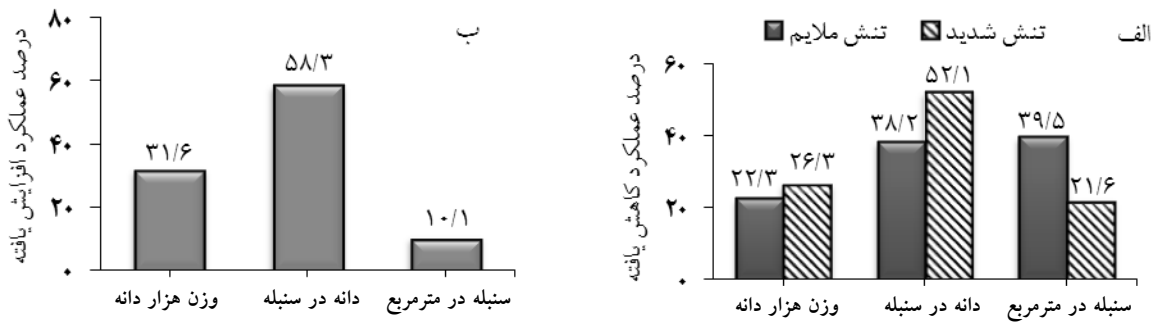 الف
تنش ملایم
تنش شدید
درصد عملکرد کاهش یافته
۶۰
۴۰
۲۰
۰
۲۲/۳
۲۶/۳
۳۸/۲
۵۲/۱
۳۹/۵
۲۱/۶
وزن هزار دانه
دانه در سنبله
سنبله در مترمربع
ب
درصد عملکرد افزایش یافته
۸۰
۶۰
۴۰
۲۰
۰
۳۱/۶
۵۸/۳
۱۰/۱
وزن هزار دانه
دانه در سنبله
سنبله در مترمربع